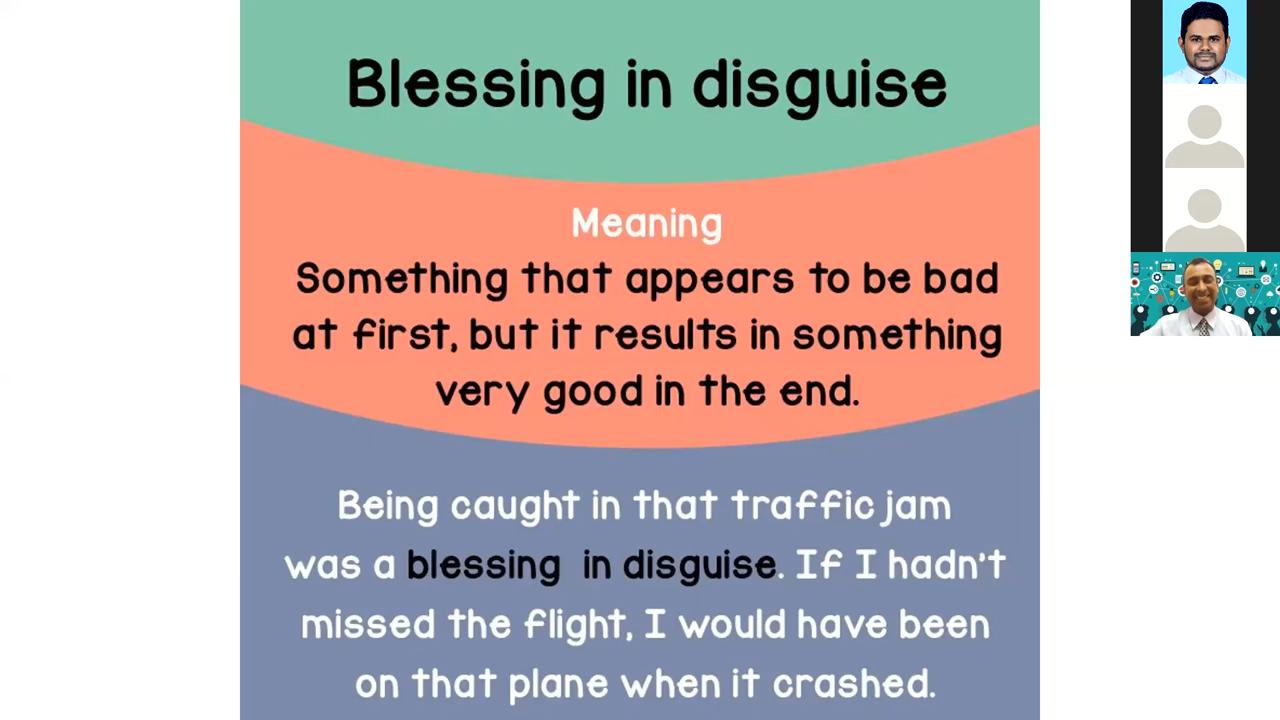 Blessing in disguise
Meaning
Something that appears to be bad
at first, but it results in something
very good in the end.
Being caught in that traffic jam
was a blessing in disguise. If I hadn't
missed the flight, I would have been
on that plane when it crashed.